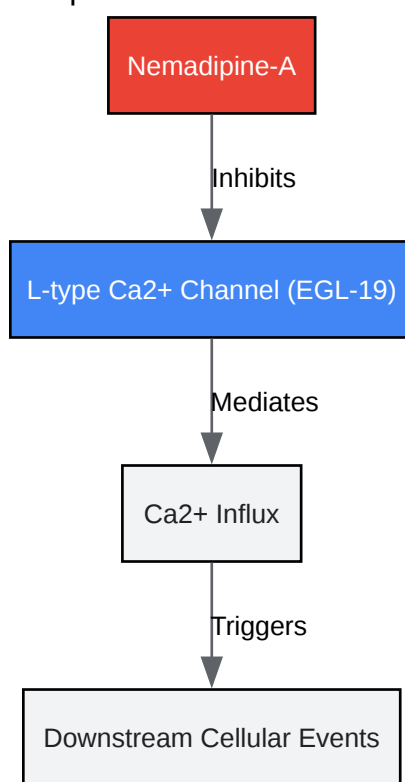 Nemadipine-A
Inhibits
L-type Ca2+ Channel (EGL-19)
Mediates
Ca2+ Influx
Triggers
Downstream Cellular Events